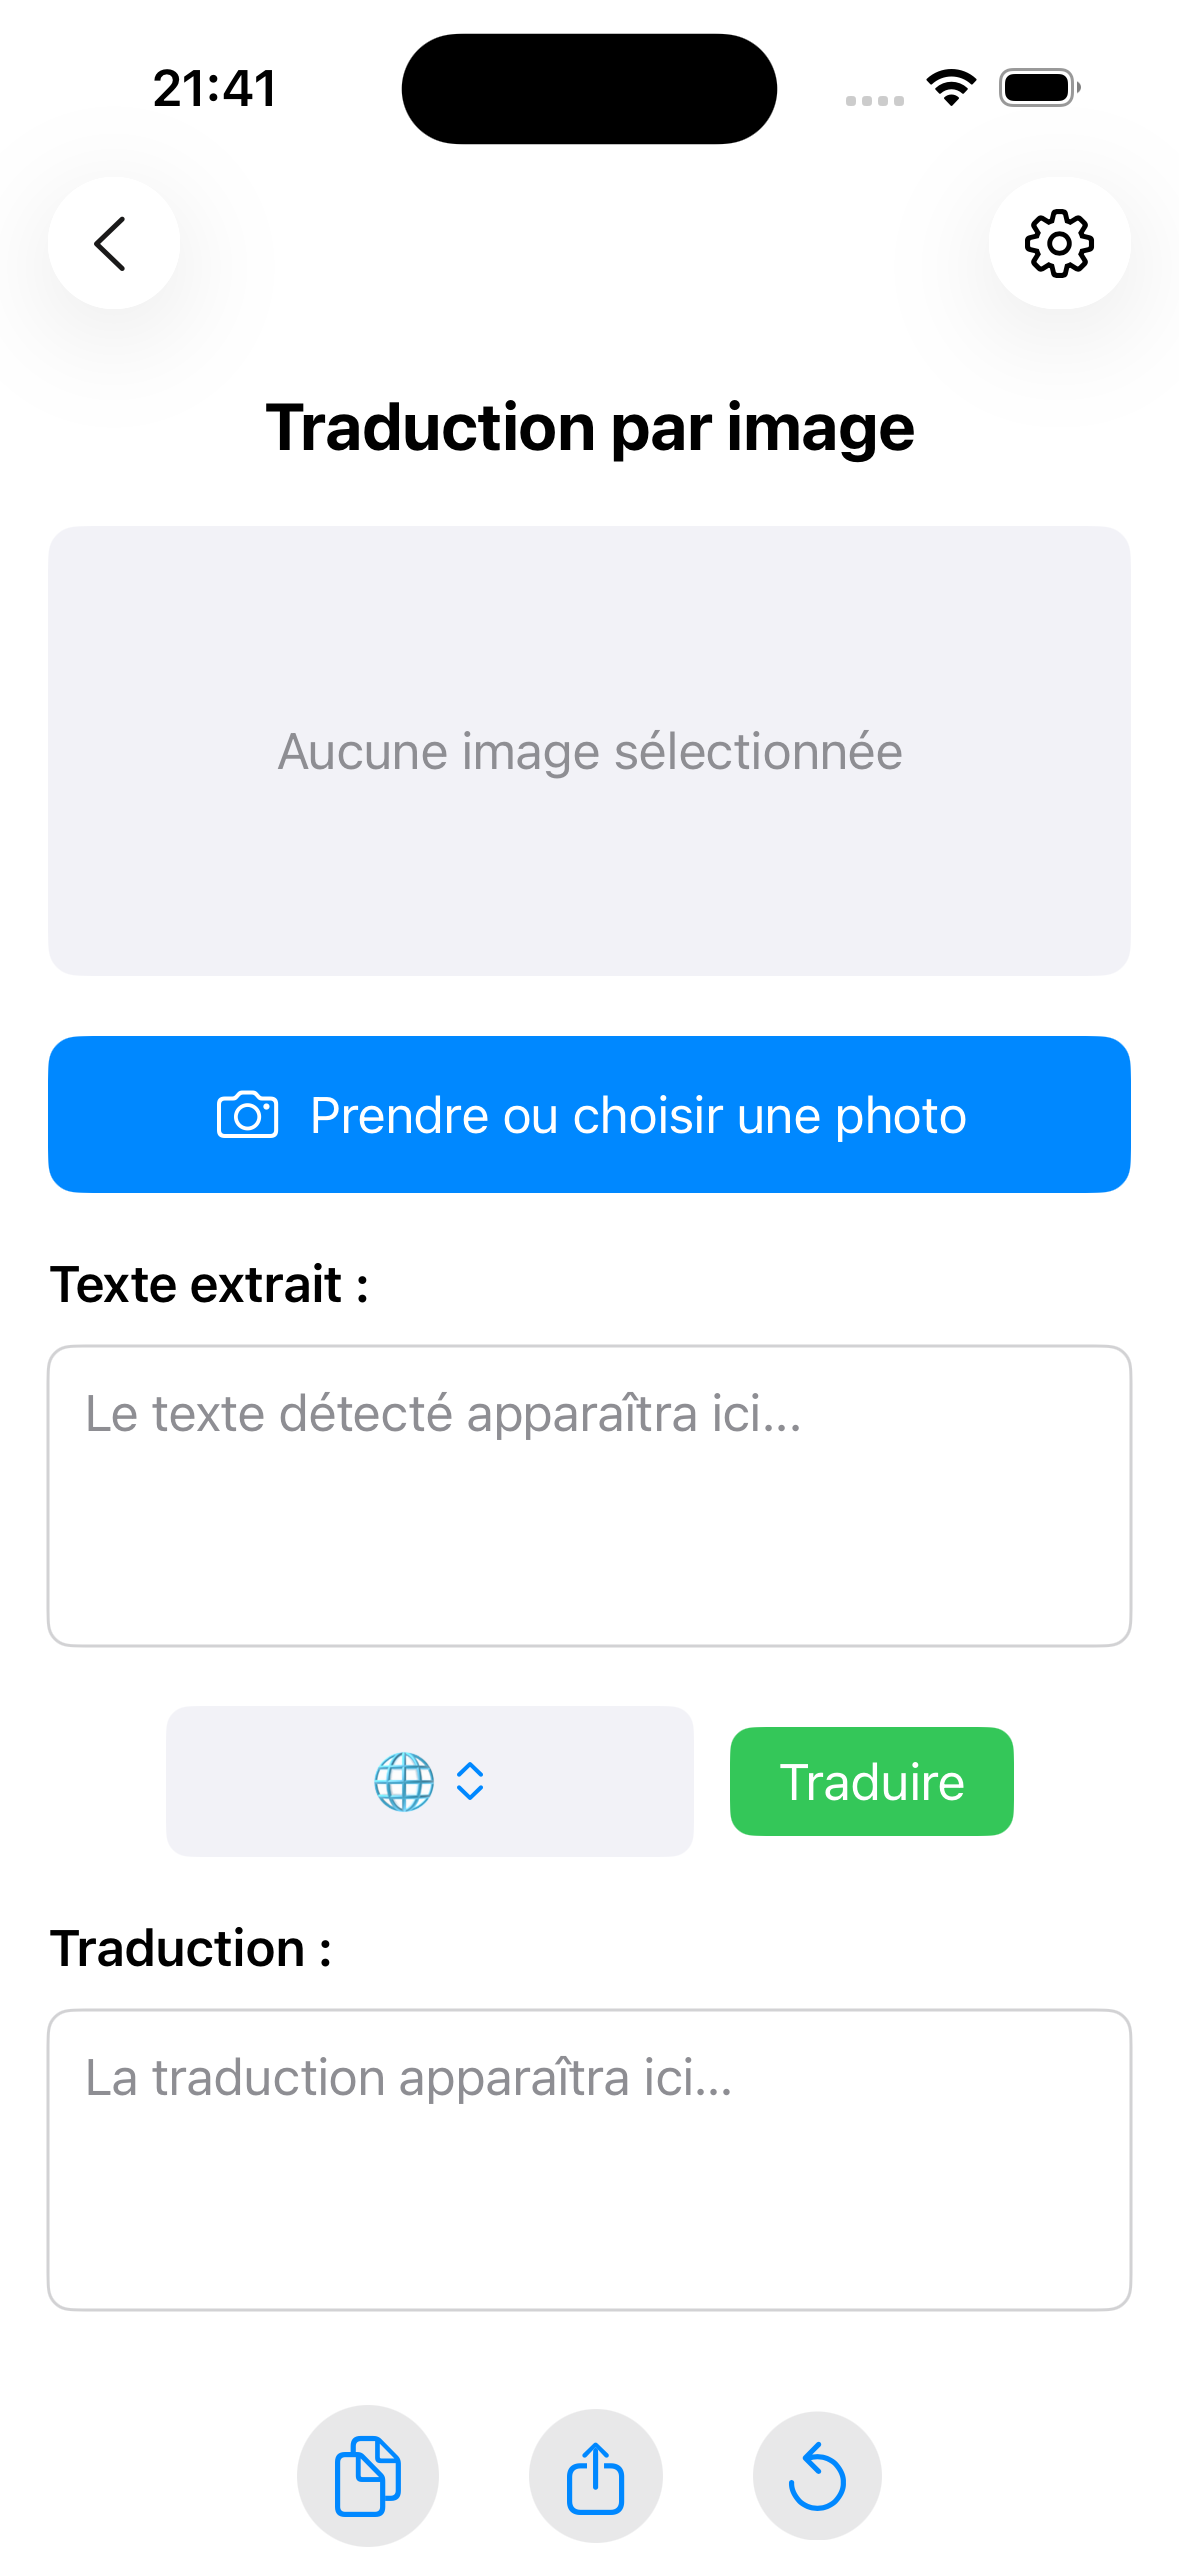 21:41
Traduction par image
Aucune image sélectionnée
Prendre ou choisir une photo
Texte extrait :
Le texte détecté apparaîtra ici...
Traduire
Traduction :
La traduction apparaîtra ici...